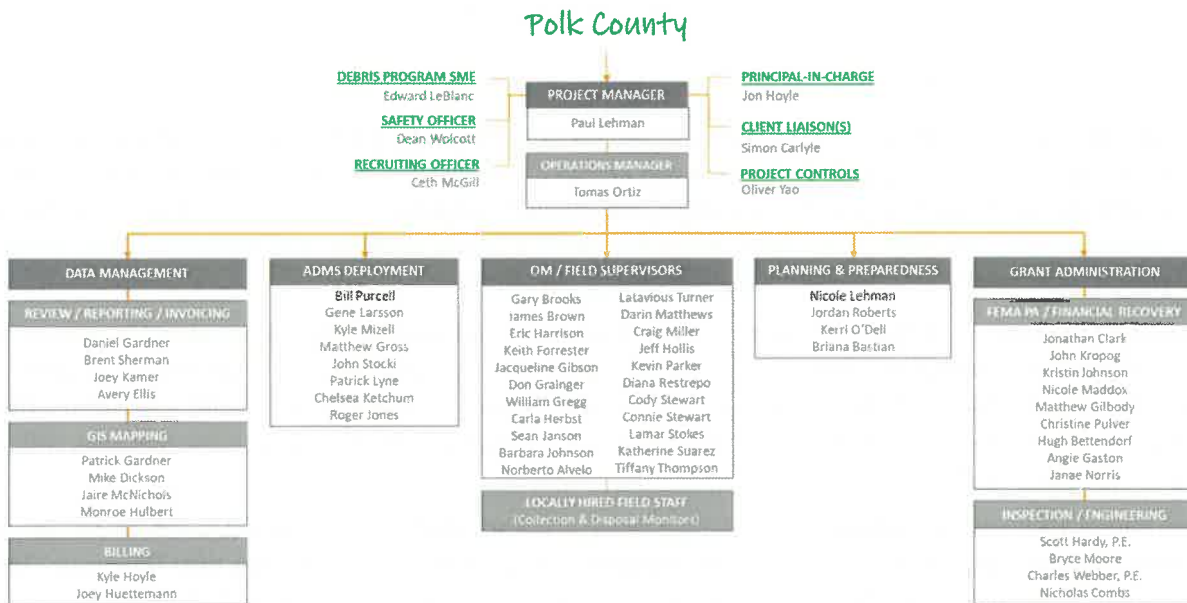 Polk County
DEBRIS PROGRAM SME
Edward LeBlanc
SAFETY OFFICER
Dean Wolcott
RECRUITING OFFICER
Ceth McGill
PROJECT MANAGER
Paul Lehman
OPERATIONS MANAGER
Tomas Ortiz
PRINCIPAL-IN-CHARGE
Jon Hoyle
CLIENT LIAISON(S)
Simon Carlyle
PROJECT CONTROLS
Oliver Yao
DATA MANAGEMENT
REVIEW / REPORTING / INVOICING
Daniel Gardner
Brent Sherman
Joey Kamer
Avery Ellis
GIS MAPPING
Patrick Gardner
Mike Dickson
Jaire McNichols
Monroe Hulbert
BILLING
Kyle Hoyle
Joey Huettemann
ADMS DEPLOYMENT
Bill Purcell
Gene Larsson
Kyle Mizell
Matthew Gross
John Stocki
Patrick Lyne
Chelsea Ketchum
Roger Jones
OM / FIELD SUPERVISORS
Gary Brooks
James Brown
Eric Harrison
Keith Forrester
Jacqueline Gibson
Don Grainger
William Gregg
Carla Herbst
Sean Janson
Barbara Johnson
Norberto Alvelo
Latavious Turner
Darin Matthews
Craig Miller
Jeff Hollis
Kevin Parker
Diana Restrepo
Cody Stewart
Connie Stewart
Lamar Stokes
Katherine Suarez
Tiffany Thompson
LOCALLY HIRED FIELD STAFF
(Collection & Disposal Monitors)
PLANNING & PREPAREDNESS
Nicole Lehman
Jordan Roberts
Kerri O'Dell
Briana Bastian
GRANT ADMINISTRATION
FEMA PA / FINANCIAL RECOVERY
Jonathan Clark
John Kropog
Kristin Johnson
Nicole Maddox
Matthew Gilbody
Christine Pulver
Hugh Bettendorf
Angie Gaston
Janae Norris
INSPECTION / ENGINEERING
Scott Hardy, P.E.
Bryce Moore
Charles Webber, P.E.
Nicholas Combs